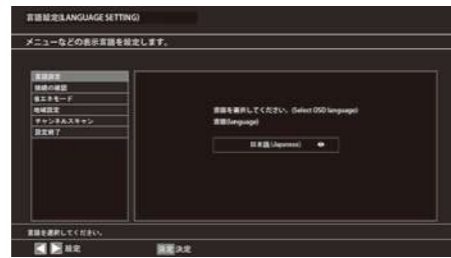 言語設定(LANGUAGE SETTING)
メニューなどの表示言語を設定します。
言語設定
接続の確認
省エネモード
地域設定
チャンネルスキャン
設定終了
言語を選択してください。(Select OSD language)
言語(language)
日本語(Japanese)
言語を選択してください。
設定
決定 決定